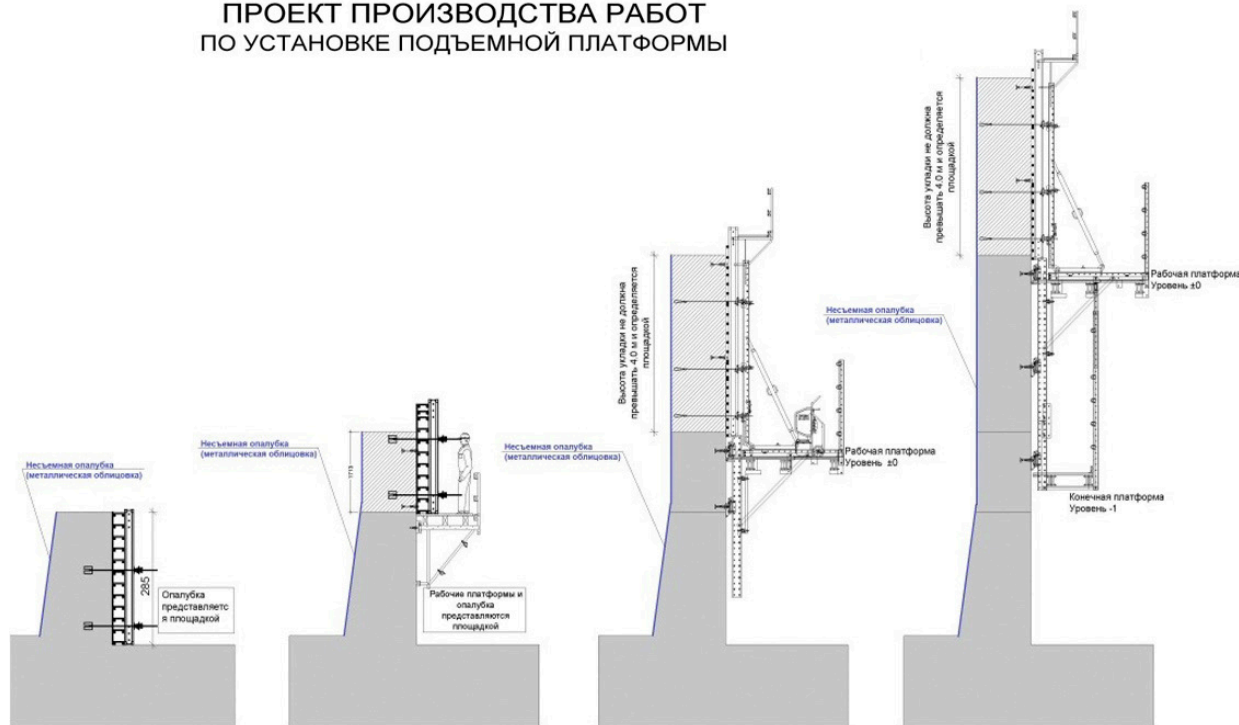 ПРОЕКТ ПРОИЗВОДСТВА РАБОТ
ПО УСТАНОВКЕ ПОДЪЕМНОЙ ПЛАТФОРМЫ
Несъемная опалубка
(металлическая облицовка)
285
Опалубка
представляетс
я площадкой
Несъемная опалубка
(металлическая облицовка)
1715
Рабочие платформы и
опалубка
представляются
площадкой
Несъемная опалубка
(металлическая облицовка)
Высота укладки не должна
превышать 4.0 м и определяется
площадкой
Рабочая платформа
Уровень ±0
Несъемная опалубка
(металлическая облицовка)
Высота укладки не должна
превышать 4.0 м и определяется
площадкой
Рабочая платформа
Уровень ±0
Конечная платформа
Уровень -1